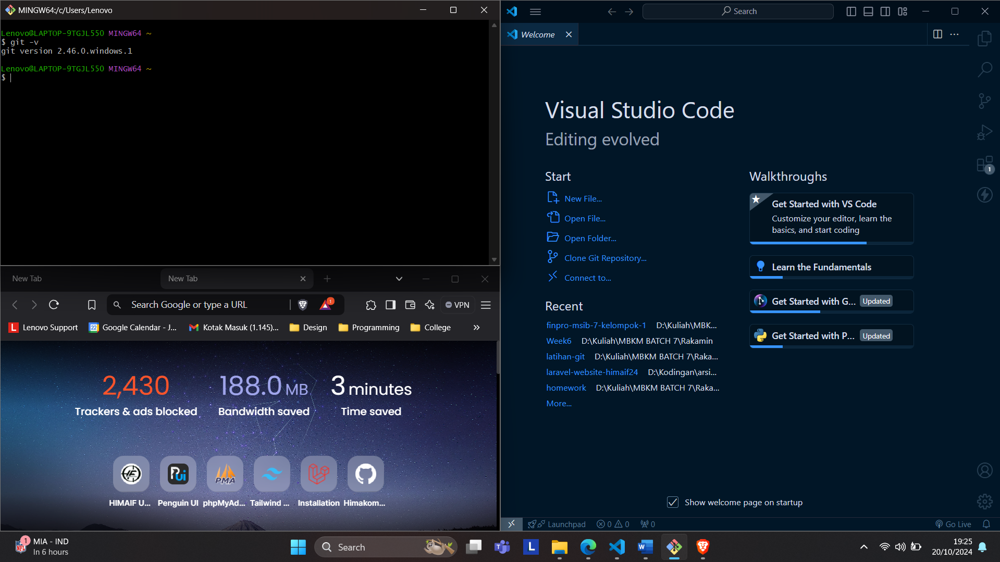 MINGW64:/c/Users/Lenovo
Lenovo@LAPTOP-9TGJL550 MINGW64 ~
$ git -v
git version 2.46.0.windows.1
Lenovo@LAPTOP-9TGJL550 MINGW64 ~
$
New Tab
New Tab
Search Google or type a URL
1
VPN
Lenovo Support
22
Google Calendar - J...
Kotak Masuk (1.145)...
Design
Programming
College
2,430
Trackers & ads blocked
188.0 MB
Bandwidth saved
3 minutes
Time saved
HIMAIF U...
Pui
Penguin UI
PMA
phpMyAd...
Tailwind ...
Installation
Himakom...
Search
Welcome
Visual Studio Code
Editing evolved
Start
New File...
Open File...
Open Folder...
Clone Git Repository...
Connect to...
Recent
finpro-msib-7-kelompok-1 D:\Kuliah\MBK...
Week6 D:\Kuliah\MBKM BATCH 7\Rakamin
latihan-git D:\Kuliah\MBKM BATCH 7\Raka...
laravel-website-himaif24 D:\Kodingan\arsi...
homework D:\Kuliah\MBKM BATCH 7\Raka...
More...
Walkthroughs
Get Started with VS Code
Customize your editor, learn the
basics, and start coding
Learn the Fundamentals
Get Started with G... Updated
Get Started with P... Updated
1
Show welcome page on startup
Launchpad 0 0 0
Go Live
1
MIA - IND
In 6 hours
Search
19:25
20/10/2024